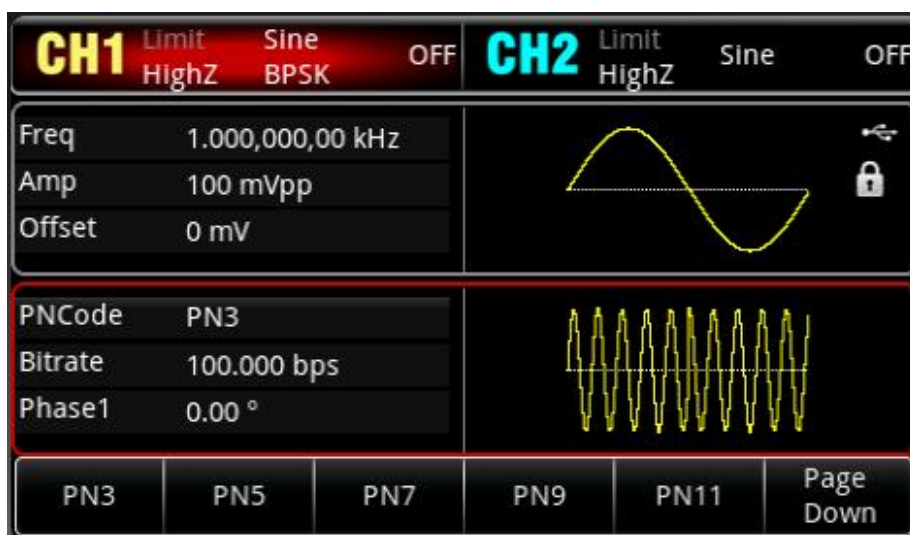 CH1 Limit Sine OFF CH2 Limit Sine OFF
HighZ BPSK HighZ
Freq 1.000,000,00 kHz
Amp 100 mVpp
Offset 0 mV
PNCode PN3
Bitrate 100.000 bps
Phase1 0.00 °
PN3 PN5 PN7 PN9 PN11 Page
Down